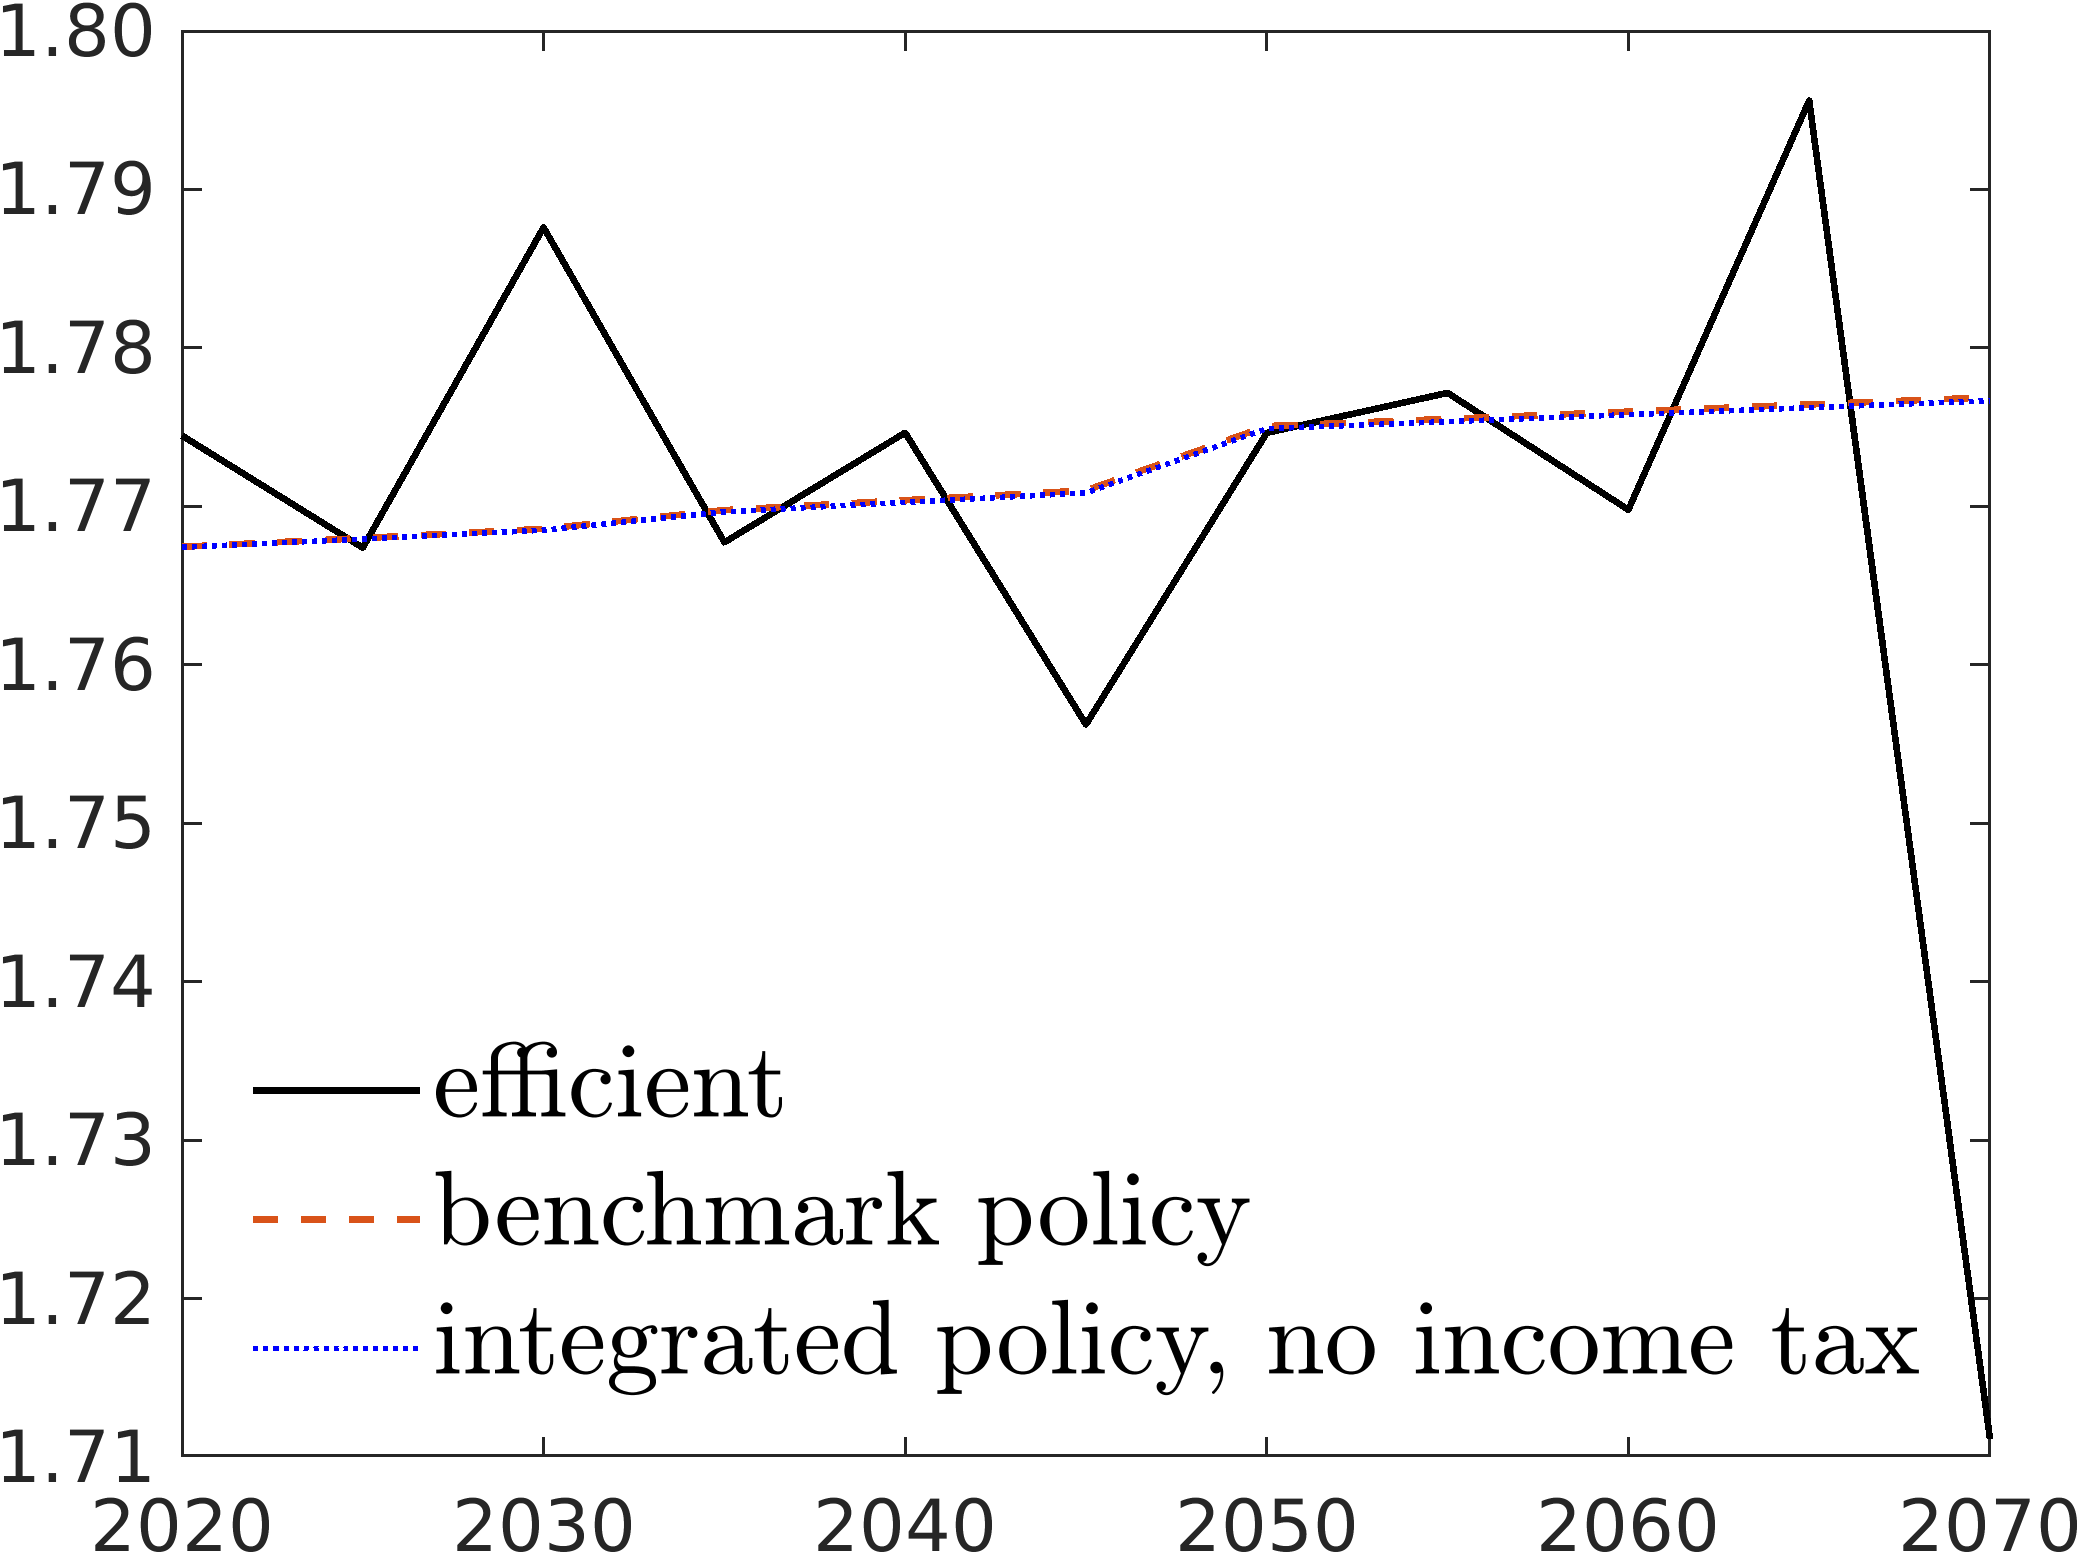 1.80
1.79
1.78
1.77
1.76
1.75
1.74
1.73
1.72
1.71
efficient
benchmark policy
integrated policy, no income tax
2020 2030 2040 2050 2060 2070